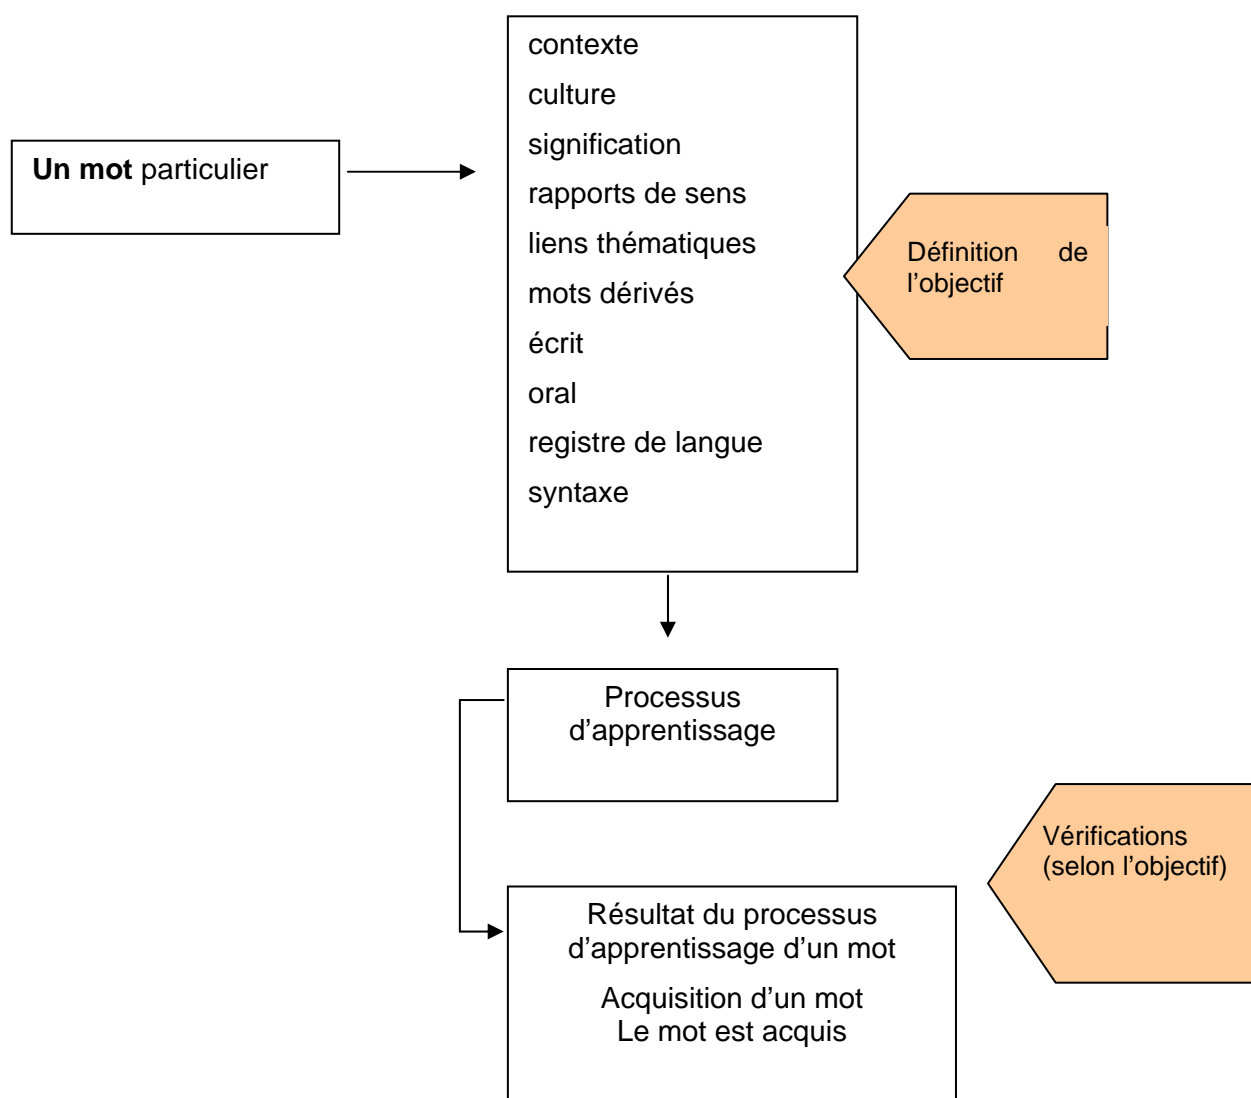 contexte
culture
signification
rapports de sens
liens thématiques
mots dérivés
écrit
oral
registre de langue
syntaxe
Un mot particulier
Définition de
l’objectif
Processus
d’apprentissage
Vérifications
(selon l’objectif)
Résultat du processus
d’apprentissage d’un mot
Acquisition d’un mot
Le mot est acquis